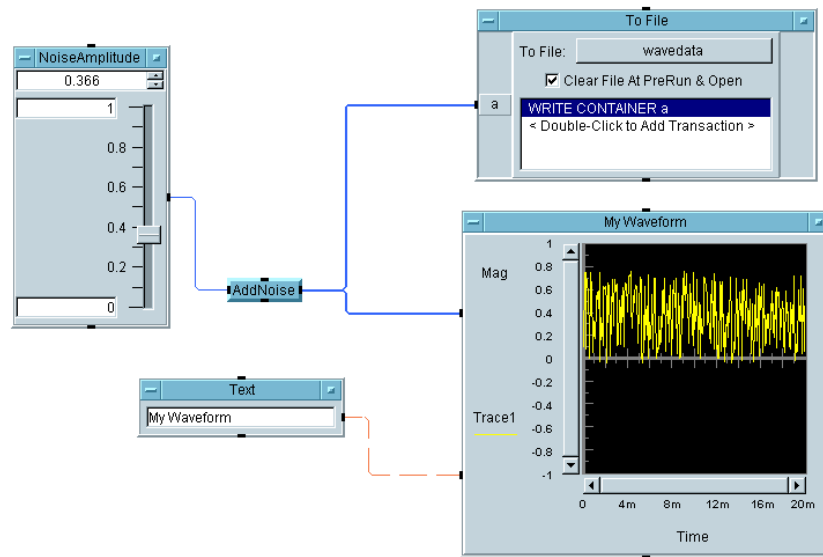 NoiseAmplitude
0.366
1
0.8
0.6
0.4
0.2
0
AddNoise
Text
My Waveform
To File
To File:
wavedata
Clear File At PreRun & Open
a
WRITE CONTAINER a
< Double-Click to Add Transaction >
My Waveform
Mag
Trace1
1
0.8
0.6
0.4
0.2
0
-0.2
-0.4
-0.6
-0.8
-1
0 4m 8m 12m 16m 20m
Time